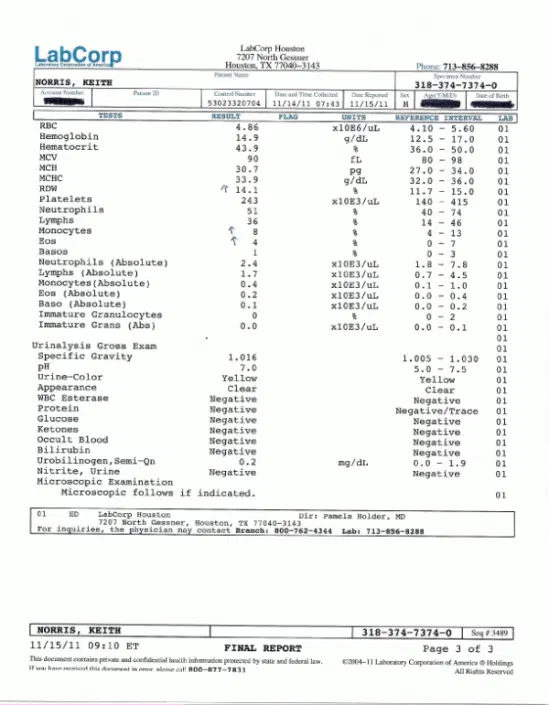 LabCorp
Laboratory Corporation of America
LabCorp Houston
7207 North Gessner
Houston, TX 77040-3143
Phone: 713-856-8288
Patient Name
Specimen Number
NORRIS, KEITH
318-374-7374-0
Account Number Patient ID Control Number Date and Time Collected Date Reported Sex Age(Y/M/D) Date of Birth
53023320704 11/14/11 07:43 11/15/11 M
TESTS RESULT FLAG UNITS REFERENCE INTERVAL LAB
RBC 4.86 x10E6/uL 4.10 - 5.60 01
Hemoglobin 14.9 g/dL 12.5 - 17.0 01
Hematocrit 43.9 % 36.0 - 50.0 01
MCV 90 fL 80 - 98 01
MCH 30.7 pg 27.0 - 34.0 01
MCHC 33.9 g/dL 32.0 - 36.0 01
RDW ↑ 14.1 % 11.7 - 15.0 01
Platelets 243 x10E3/uL 140 - 415 01
Neutrophils 51 % 40 - 74 01
Lymphs 36 % 14 - 46 01
Monocytes ↑ 8 % 4 - 13 01
Eos ↑ 4 % 0 - 7 01
Basos 1 % 0 - 3 01
Neutrophils (Absolute) 2.4 x10E3/uL 1.8 - 7.8 01
Lymphs (Absolute) 1.7 x10E3/uL 0.7 - 4.5 01
Monocytes(Absolute) 0.4 x10E3/uL 0.1 - 1.0 01
Eos (Absolute) 0.2 x10E3/uL 0.0 - 0.4 01
Baso (Absolute) 0.1 x10E3/uL 0.0 - 0.2 01
Immature Granulocytes 0 % 0 - 2 01
Immature Grans (Abs) 0.0 x10E3/uL 0.0 - 0.1 01
01
Urinalysis Gross Exam 01
Specific Gravity 1.016 1.005 - 1.030 01
pH 7.0 5.0 - 7.5 01
Urine-Color Yellow Yellow 01
Appearance Clear Clear 01
WBC Esterase Negative Negative 01
Protein Negative Negative/Trace 01
Glucose Negative Negative 01
Ketones Negative Negative 01
Occult Blood Negative Negative 01
Bilirubin Negative Negative 01
Urobilinogen,Semi-Qn 0.2 mg/dL 0.0 - 1.9 01
Nitrite, Urine Negative Negative 01
Microscopic Examination
Microscopic follows if indicated. 01
01 HD LabCorp Houston Dir: Pamela Holder, MD
7207 North Gessner, Houston, TX 77040-3143
For inquiries, the physician may contact Branch: 800-762-4344 Lab: 713-856-8288
NORRIS, KEITH 318-374-7374-0 Seq # 3489
11/15/11 09:10 ET FINAL REPORT Page 3 of 3
This document contains private and confidential health information protected by state and federal law.
©2004-11 Laboratory Corporation of America ® Holdings
If you have received this document in error, please call 800-877-7831
All Rights Reserved